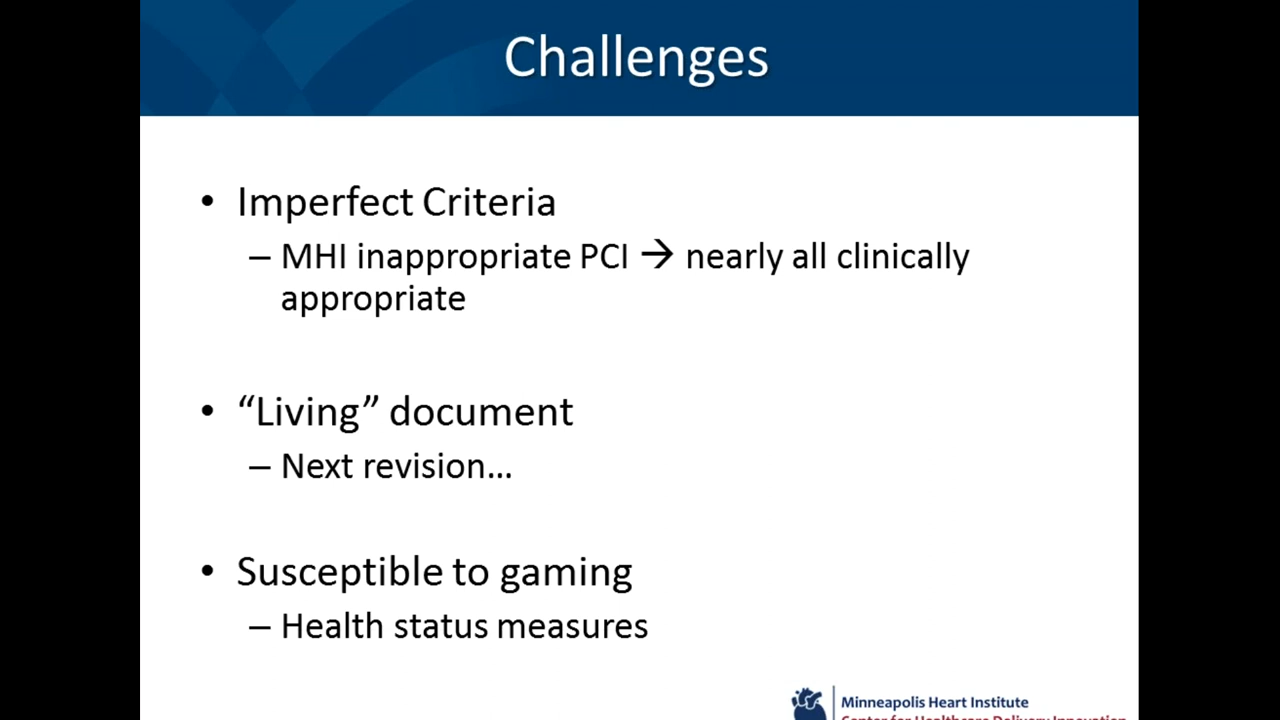 Challenges
• Imperfect Criteria
– MHI inappropriate PCI → nearly all clinically
appropriate
• “Living” document
– Next revision…
• Susceptible to gaming
– Health status measures
Minneapolis Heart Institute
Center for Healthcare Delivery Innovation